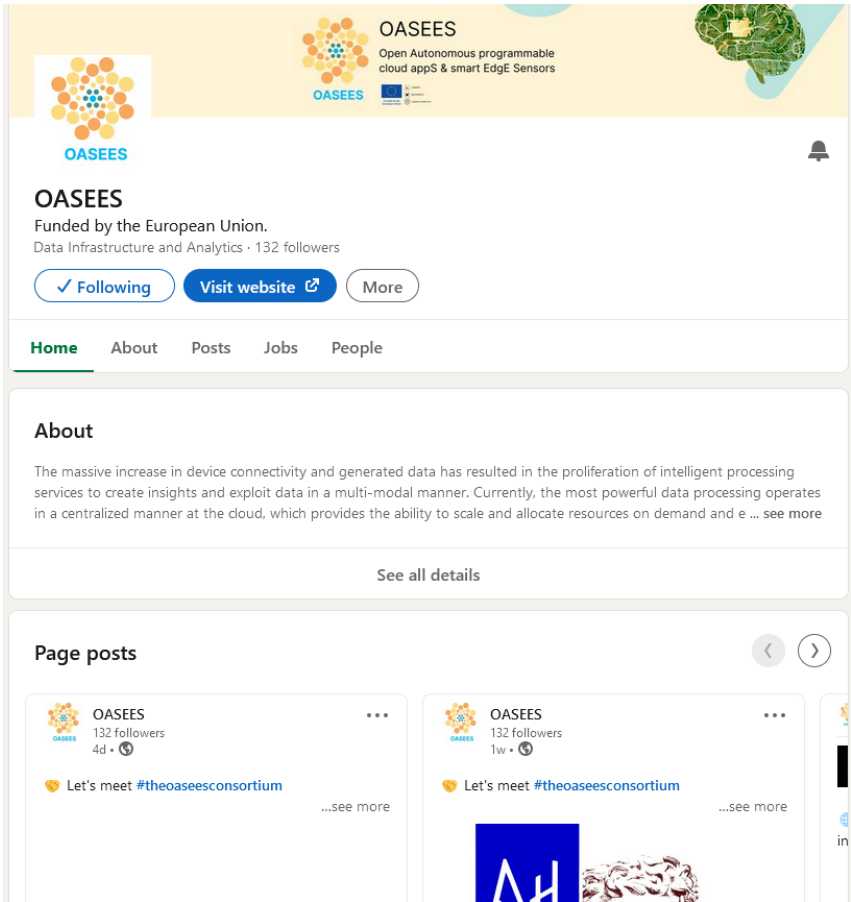 OASEES
Open Autonomous programmable
cloud appS & smart EdgE Sensors
OASEES
OASEES
OASEES
Funded by the European Union.
Data Infrastructure and Analytics · 132 followers
✓ Following
Visit website
More
Home About Posts Jobs People
About
The massive increase in device connectivity and generated data has resulted in the proliferation of intelligent processing
services to create insights and exploit data in a multi-modal manner. Currently, the most powerful data processing operates
in a centralized manner at the cloud, which provides the ability to scale and allocate resources on demand and e ... see more
See all details
Page posts
OASEES
OASEES
132 followers
4d •
🤝 Let's meet #theoaseesconsortium
...see more
OASEES
OASEES
132 followers
1w •
🤝 Let's meet #theoaseesconsortium
...see more
in